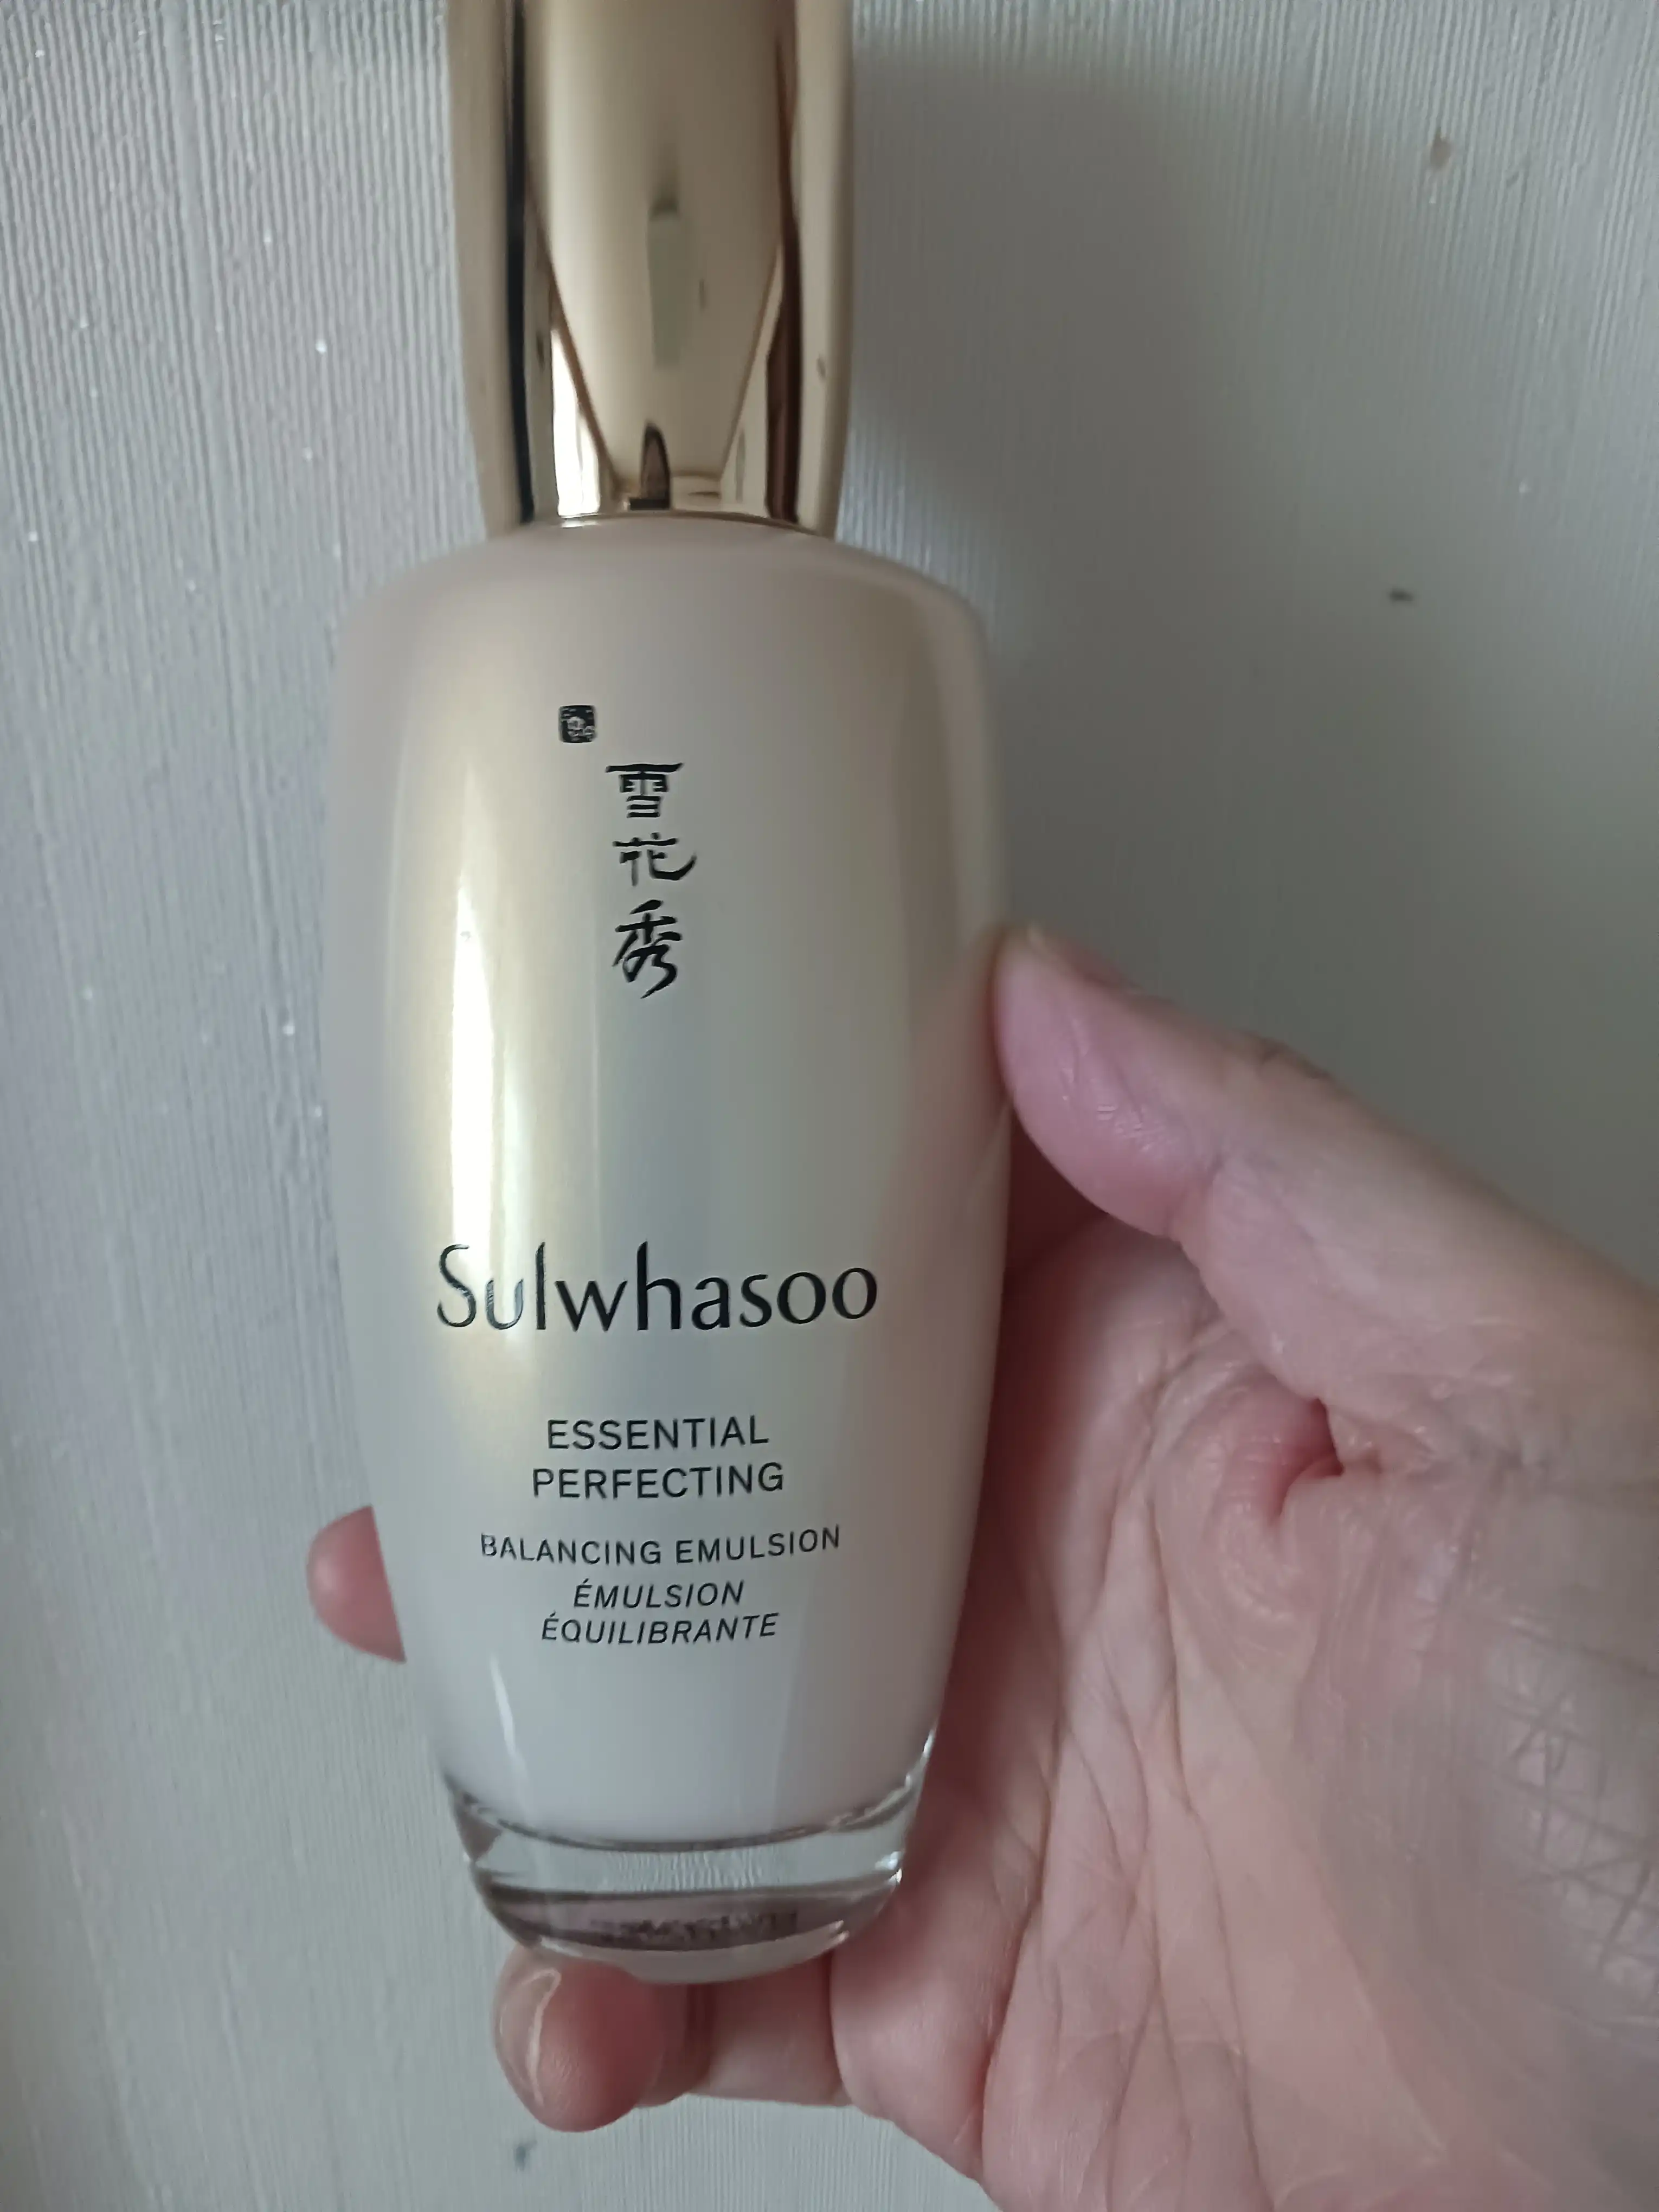 雪花秀
Sulwhasoo
ESSENTIAL
PERFECTING
BALANCING EMULSION
ÉMULSION
ÉQUILIBRANTE